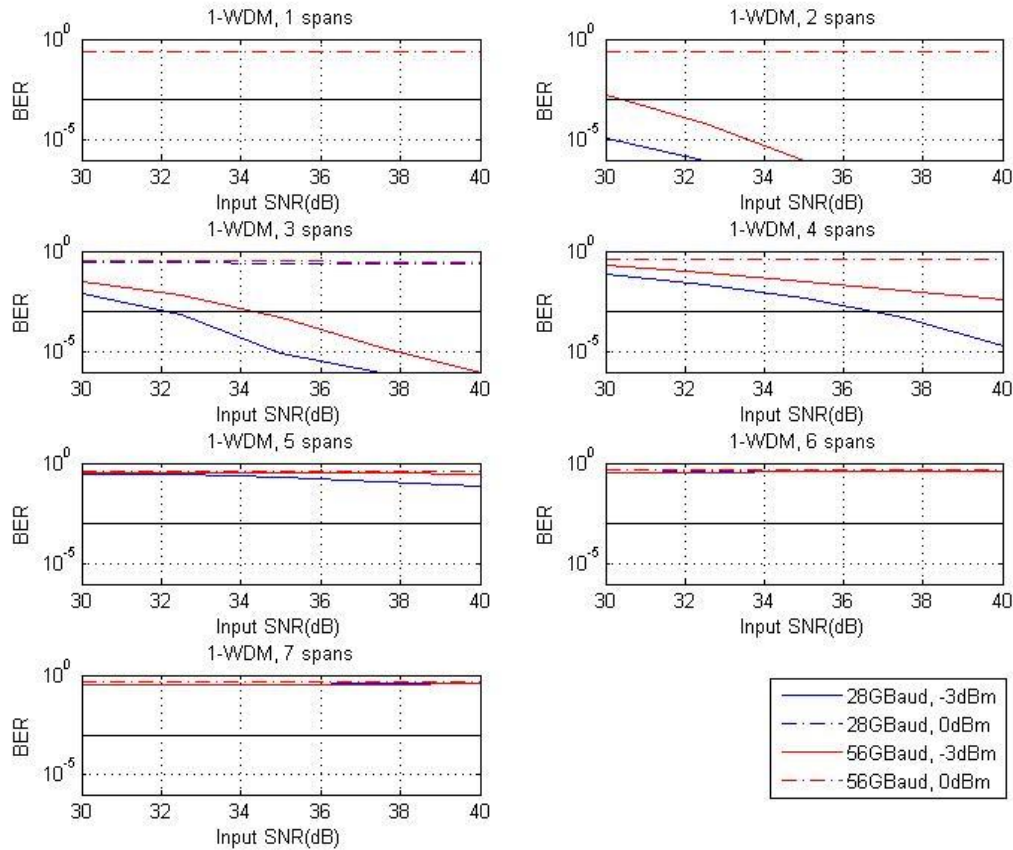 1-WDM, 1 spans
10^0
BER
10^-5
30 32 34 36 38 40
Input SNR(dB)
1-WDM, 2 spans
10^0
BER
10^-5
30 32 34 36 38 40
Input SNR(dB)
1-WDM, 3 spans
10^0
BER
10^-5
30 32 34 36 38 40
Input SNR(dB)
1-WDM, 4 spans
10^0
BER
10^-5
30 32 34 36 38 40
Input SNR(dB)
1-WDM, 5 spans
10^0
BER
10^-5
30 32 34 36 38 40
Input SNR(dB)
1-WDM, 6 spans
10^0
BER
10^-5
30 32 34 36 38 40
Input SNR(dB)
1-WDM, 7 spans
10^0
BER
10^-5
30 32 34 36 38 40
Input SNR(dB)
28GBaud, -3dBm
28GBaud, 0dBm
56GBaud, -3dBm
56GBaud, 0dBm